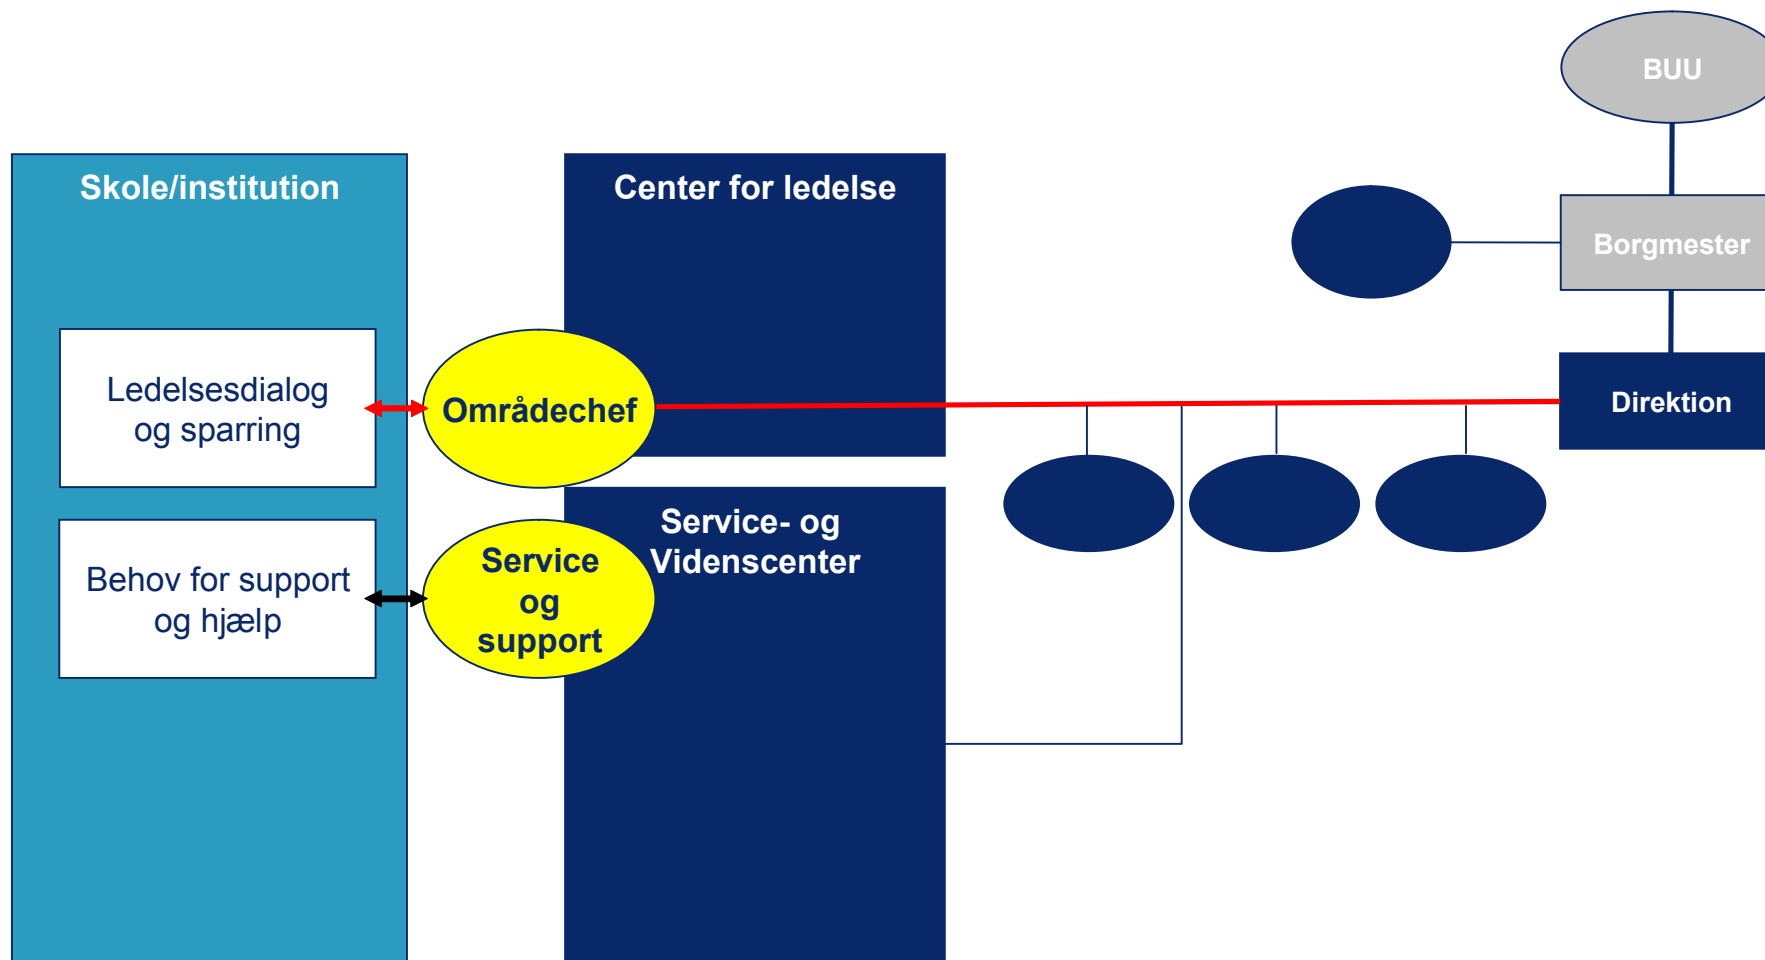 BUU
Skole/institution
Center for ledelse
Borgmester
Ledelsesdialog
og sparring
Områdechef
Direktion
Service- og
Videnscenter
Behov for support
og hjælp
Service
og
support